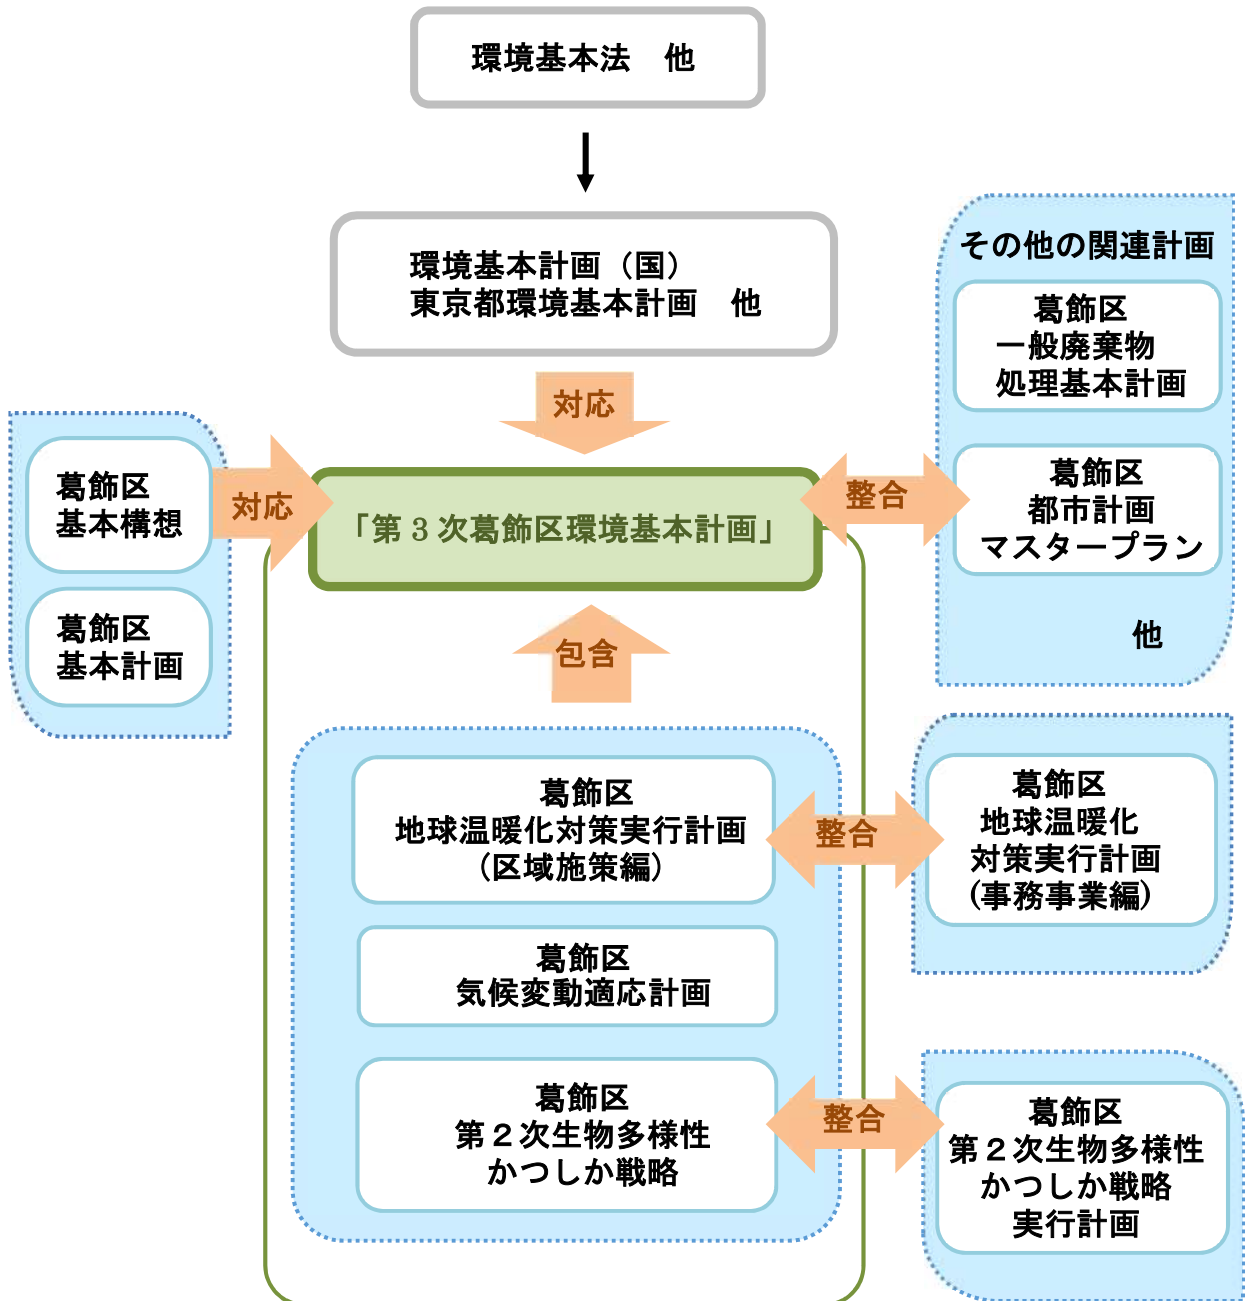 環境基本法　他
環境基本計画（国）
東京都環境基本計画　他
対応
その他の関連計画
葛飾区
一般廃棄物
処理基本計画
葛飾区
都市計画
マスタープラン
他
葛飾区
基本構想
葛飾区
基本計画
対応
「第３次葛飾区環境基本計画」
整合
包含
葛飾区
地球温暖化対策実行計画
（区域施策編）
整合
葛飾区
地球温暖化
対策実行計画
（事務事業編）
葛飾区
気候変動適応計画
葛飾区
第２次生物多様性
かつしか戦略
整合
葛飾区
第２次生物多様性
かつしか戦略
実行計画